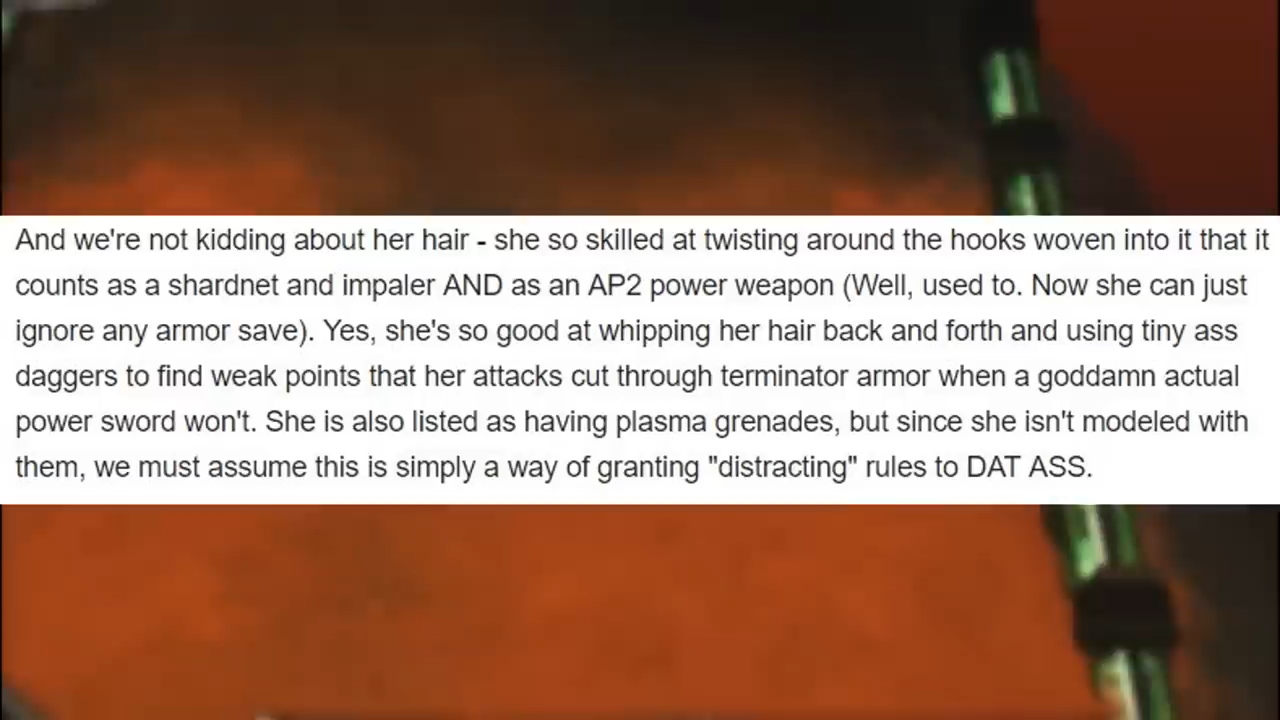 And we're not kidding about her hair - she so skilled at twisting around the hooks woven into it that it
counts as a shardnet and impaler AND as an AP2 power weapon (Well, used to. Now she can just
ignore any armor save). Yes, she's so good at whipping her hair back and forth and using tiny ass
daggers to find weak points that her attacks cut through terminator armor when a goddamn actual
power sword won't. She is also listed as having plasma grenades, but since she isn't modeled with
them, we must assume this is simply a way of granting "distracting" rules to DAT ASS.